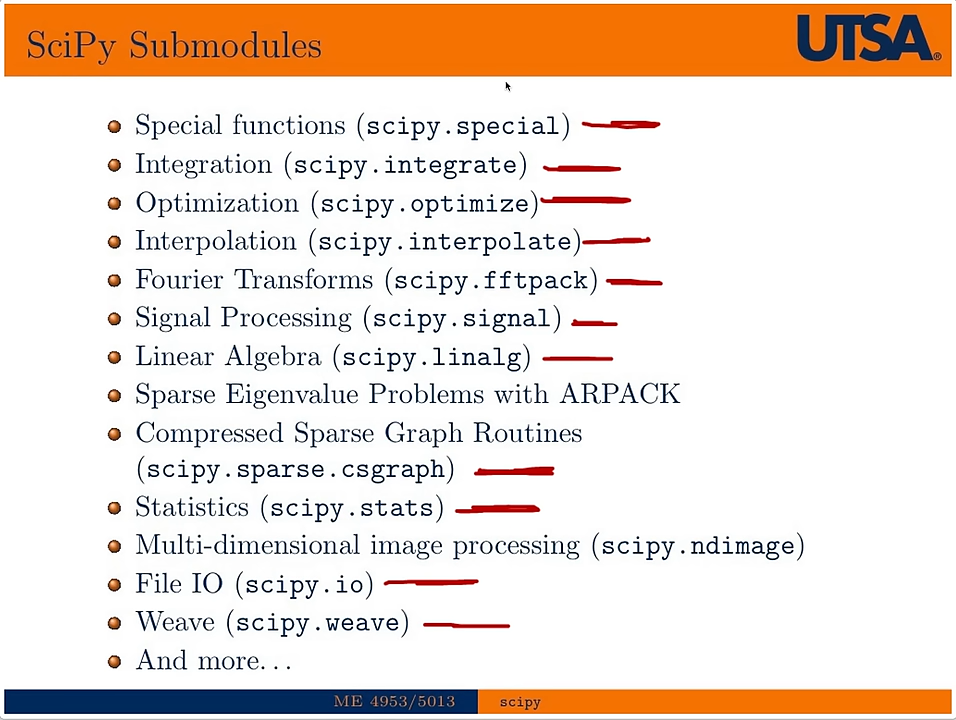 SciPy Submodules
UTSA®
Special functions (scipy.special)
Integration (scipy.integrate)
Optimization (scipy.optimize)
Interpolation (scipy.interpolate)
Fourier Transforms (scipy.fftpack)
Signal Processing (scipy.signal)
Linear Algebra (scipy.linalg)
Sparse Eigenvalue Problems with ARPACK
Compressed Sparse Graph Routines
(scipy.sparse.csgraph)
Statistics (scipy.stats)
Multi-dimensional image processing (scipy.ndimage)
File IO (scipy.io)
Weave (scipy.weave)
And more...
ME 4953/5013
scipy